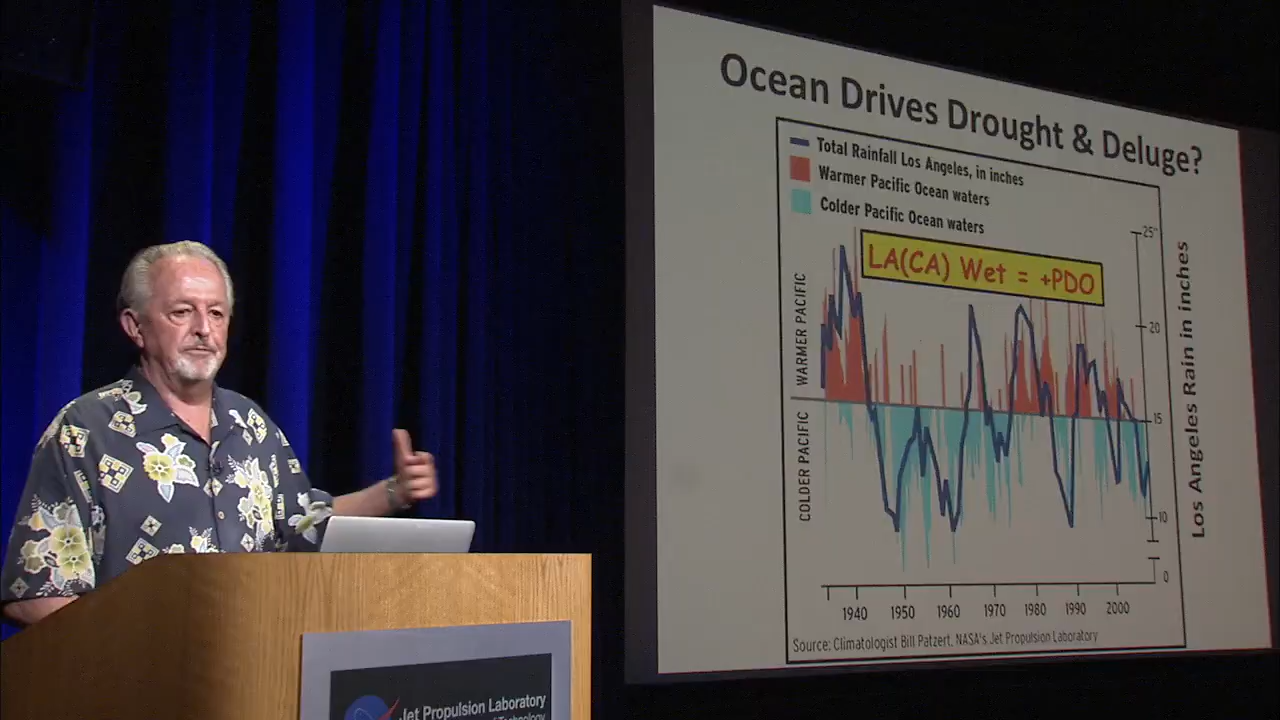 Ocean Drives Drought & Deluge?
Total Rainfall Los Angeles, in inches
Warmer Pacific Ocean waters
Colder Pacific Ocean waters
LA(CA) Wet = +PDO
WARMER PACIFIC
COLDER PACIFIC
25"
20
15
10
0
Los Angeles Rain in inches
1940 1950 1960 1970 1980 1990 2000
Source: Climatologist Bill Patzert, NASA's Jet Propulsion Laboratory
Jet Propulsion Laboratory
Technology